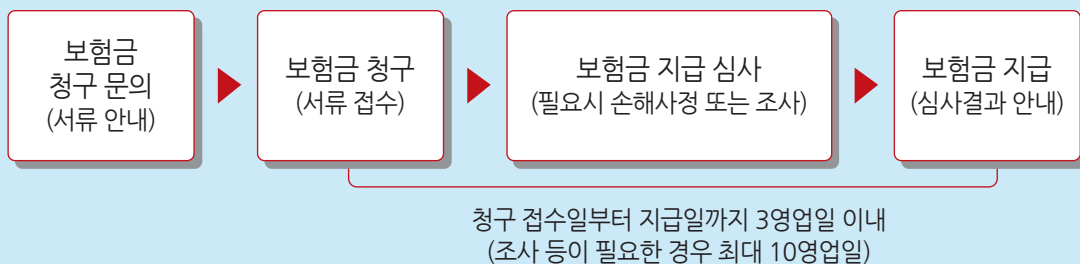 보험금
청구 문의
(서류 안내)
보험금 청구
(서류 접수)
보험금 지급 심사
(필요시 손해사정 또는 조사)
보험금 지급
(심사결과 안내)
청구 접수일부터 지급일까지 3영업일 이내
(조사 등이 필요한 경우 최대 10영업일)